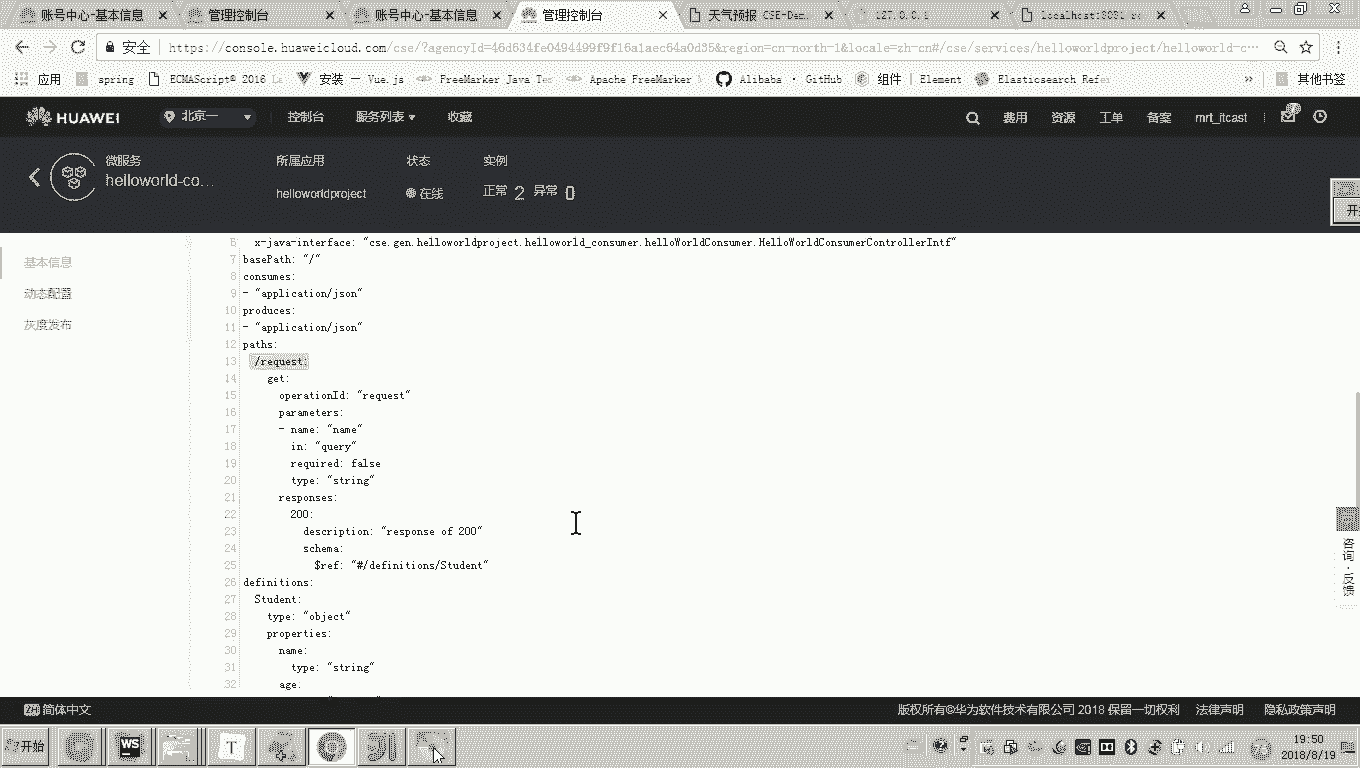 账号中心-基本信息
管理控制台
账号中心-基本信息
管理控制台
天气预报 CSE-Dem
127.0.0.1
localhost:8081
安全
https://console.huaweicloud.com/cse/?agencyId=46d634fe0494499f9f16a1aec64a0d35&region=cn-north-1&locale=zh-cn#/cse/services/helloworldproject/helloworld-c…
应用
spring
ECMAScript® 2016
安装 — Vue.js
FreeMarker Java Te
Apache FreeMarker
Alibaba · GitHub
组件 | Element
Elasticsearch Refe
»
其他书签
HUAWEI
北京一
控制台
服务列表
收藏
费用
资源
工单
备案
mrt_itcast
微服务
helloworld-co...
所属应用
helloworldproject
状态
在线
实例
正常 2 异常 0
基本信息
动态配置
灰度发布
6 x-java-interface: "cse.gen.helloworldproject.helloworld_consumer.helloWorldConsumer.HelloWorldConsumerControllerIntf"
7 basePath: "/"
8 consumes:
9 - "application/json"
10 produces:
11 - "application/json"
12 paths:
13 /request:
14 get:
15 operationId: "request"
16 parameters:
17 - name: "name"
18 in: "query"
19 required: false
20 type: "string"
21 responses:
22 200:
23 description: "response of 200"
24 schema:
25 $ref: "#/definitions/Student"
26 definitions:
27 Student:
28 type: "object"
29 properties:
30 name:
31 type: "string"
32 age:
咨询·反馈
简体中文
版权所有©华为软件技术有限公司 2018 保留一切权利
法律声明
隐私政策声明
开始
WS
T
19:50
2018/8/19